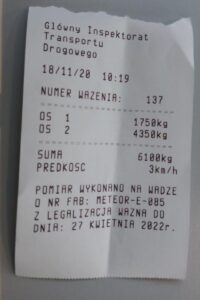 Główny Inspektorat
Transportu
Drogowego
18/11/20 10:19
NUMER WAZENIA: 137
OS 1 1750kg
OS 2 4350kg
SUMA 6100kg
PREDKOSC 3km/h
POMIAR WYKONANO NA WADZE
O NR FAB: METEOR-E-085
Z LEGALIZACJA WAZNA DO
DNIA: 27 KWIETNIA 2022r.